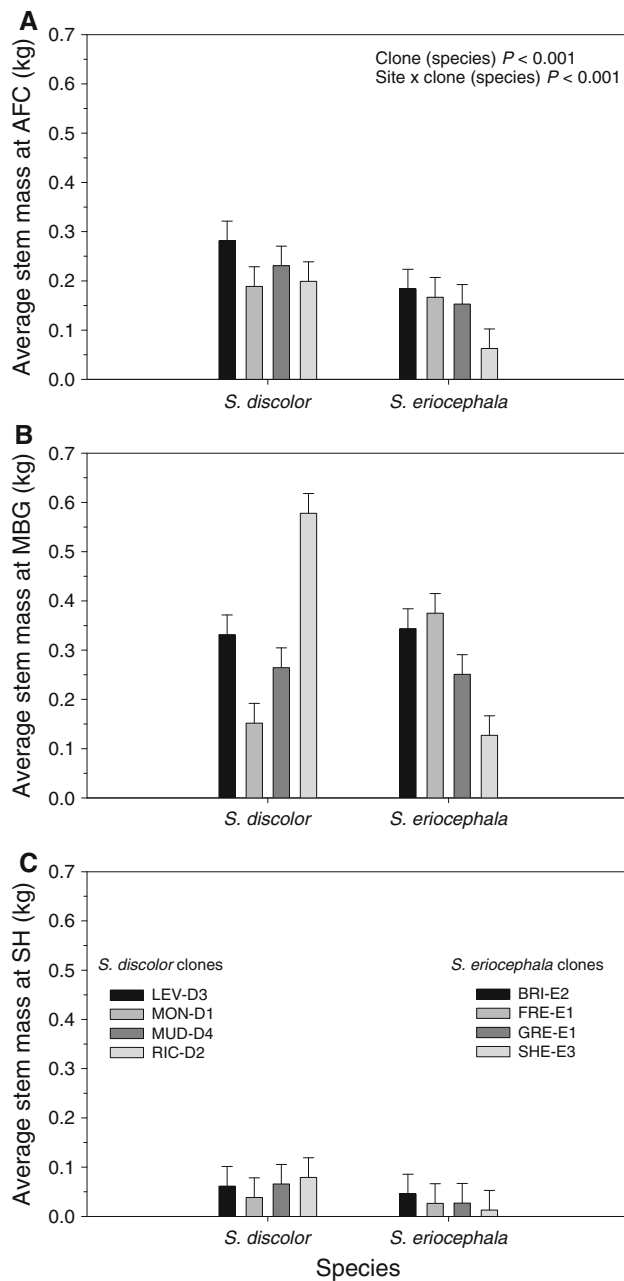 A
Average stem mass at AFC (kg)
0.7
0.6
0.5
0.4
0.3
0.2
0.1
0.0
Clone (species) P < 0.001
Site x clone (species) P < 0.001
S. discolor
S. eriocephala
B
Average stem mass at MBG (kg)
0.7
0.6
0.5
0.4
0.3
0.2
0.1
0.0
S. discolor
S. eriocephala
C
Average stem mass at SH (kg)
0.7
0.6
0.5
0.4
0.3
0.2
0.1
0.0
S. discolor clones
LEV-D3
MON-D1
MUD-D4
RIC-D2
S. eriocephala clones
BRI-E2
FRE-E1
GRE-E1
SHE-E3
S. discolor
S. eriocephala
Species